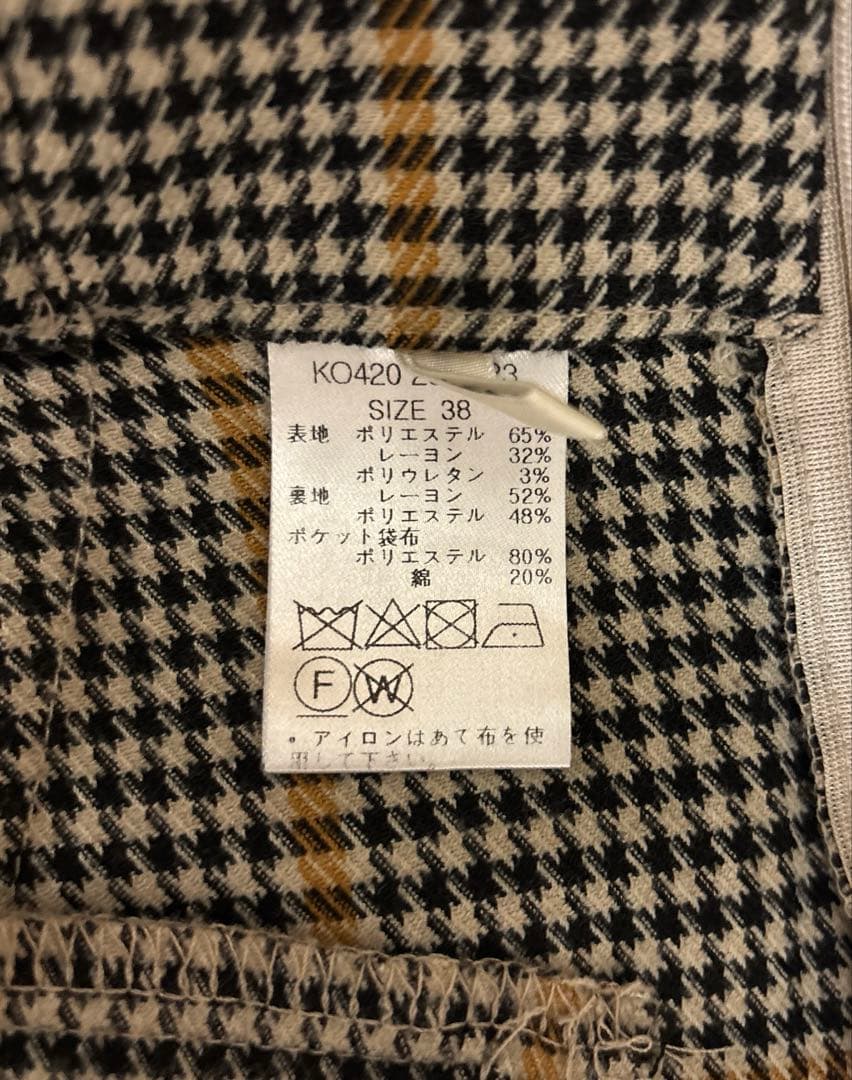 KO420
SIZE 38
表地 ポリエステル 65%
レーヨン 32%
ポリウレタン 3%
裏地 レーヨン 52%
ポリエステル 48%
ポケット袋布
ポリエステル 80%
綿 20%
F W
• アイロンはあて布を使
用して下さい。